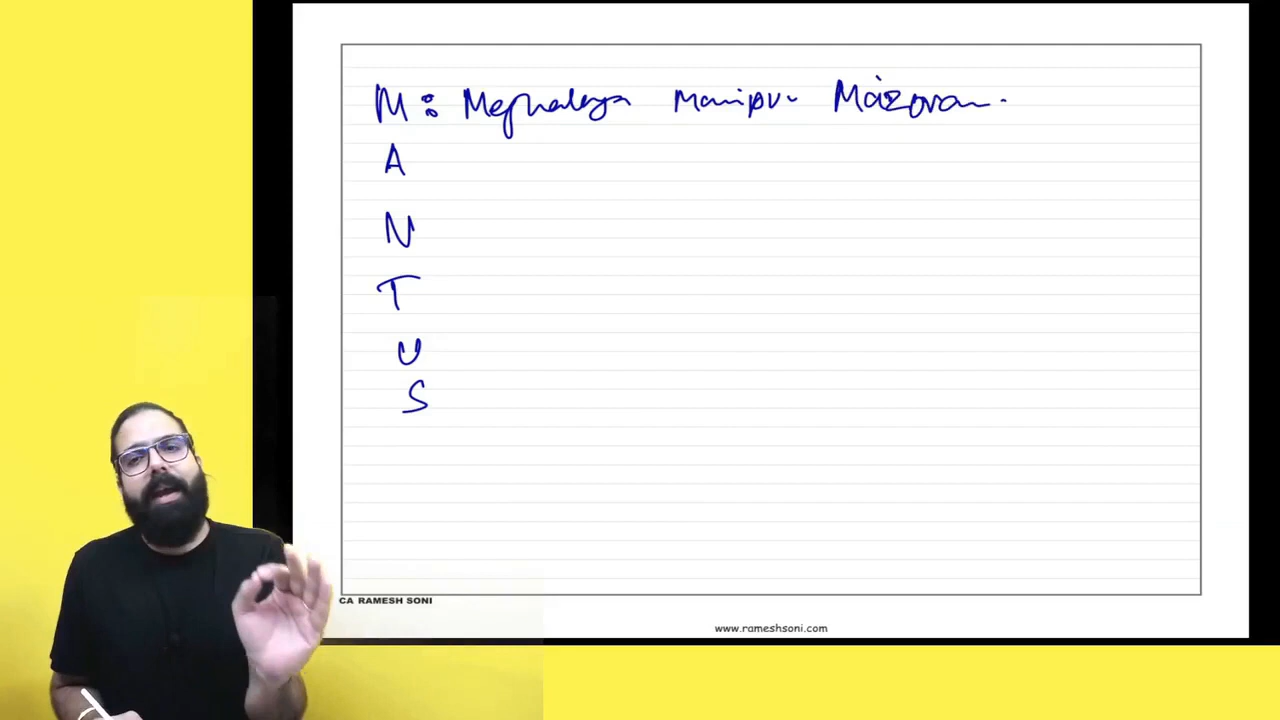 M: Meghalaya Manipur Mizoram.
A
N
T
U
S
CA RAMESH SONI
www.rameshsoni.com